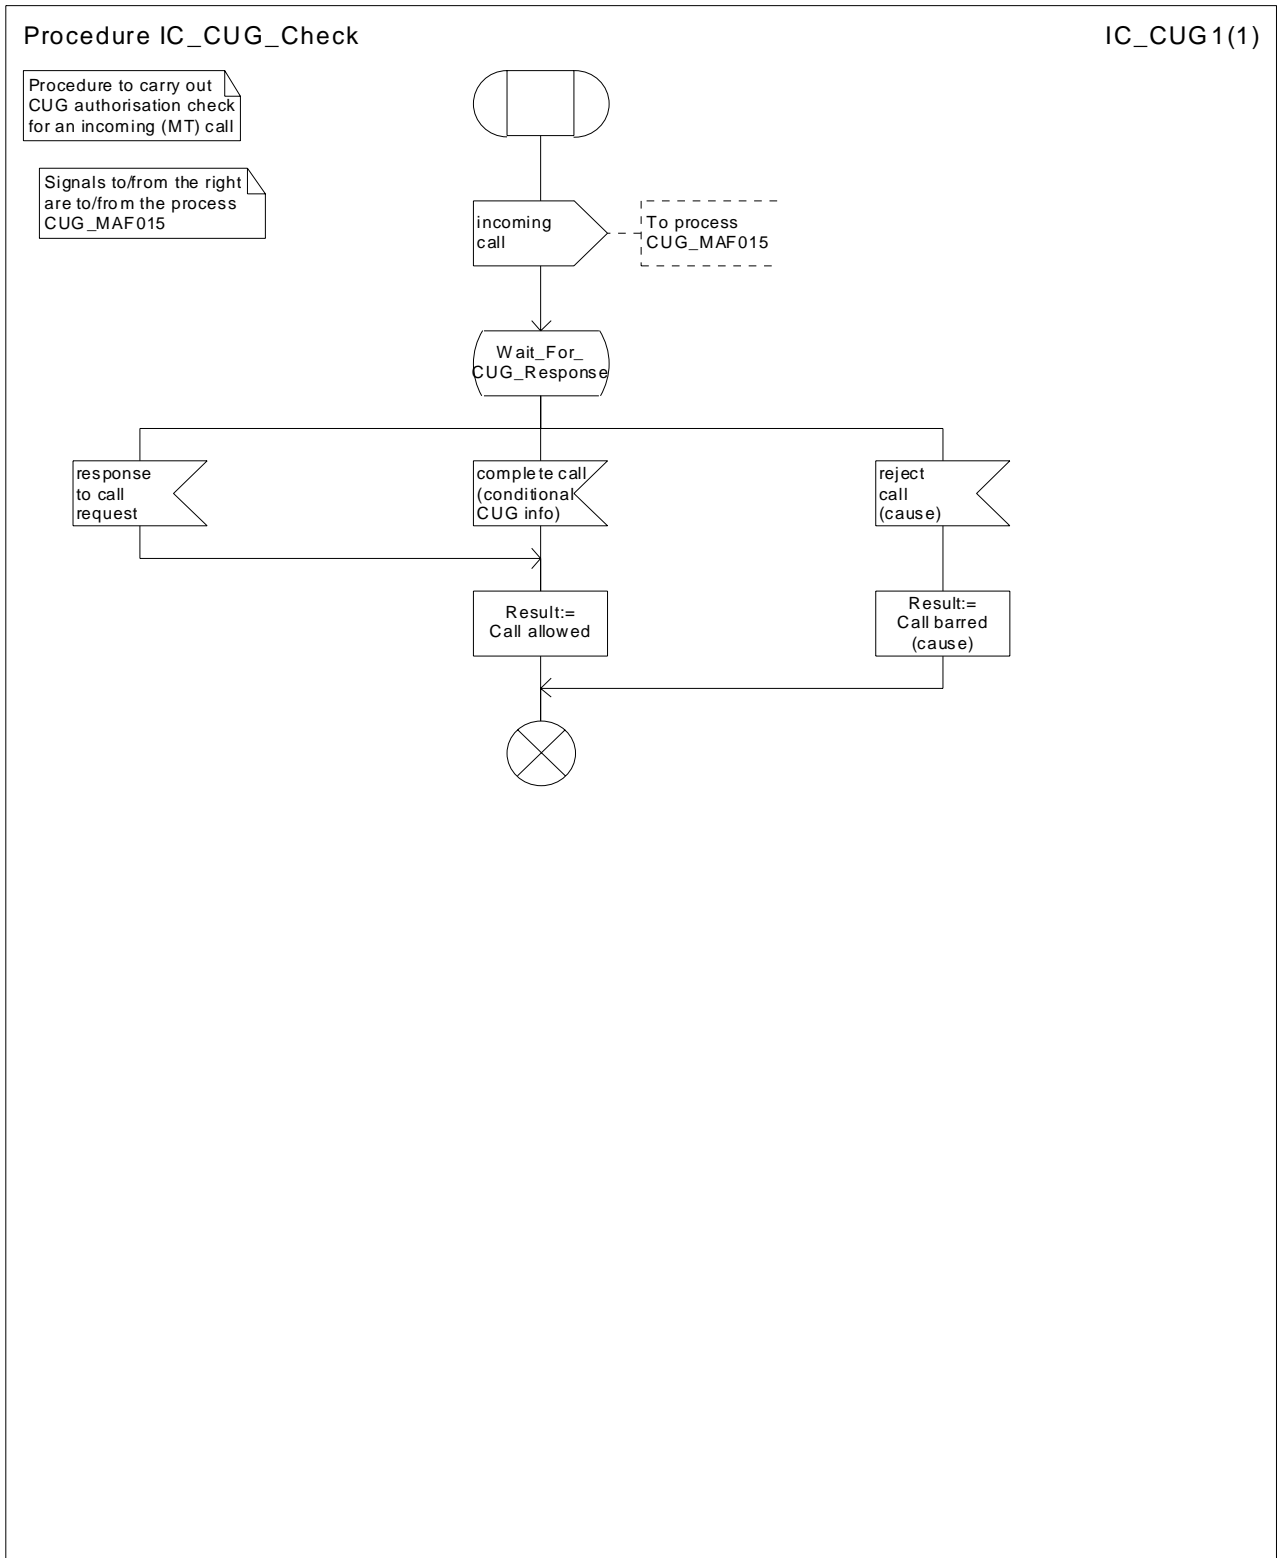 Procedure IC_CUG_Check
IC_CUG1(1)
Procedure to carry out
CUG authorisation check
for an incoming (MT) call
Signals to/from the right
are to/from the process
CUG_MAF015
incoming
call
To process
CUG_MAF015
Wait_For_
CUG_Response
response
to call
request
complete call
(conditional
CUG info)
reject
call
(cause)
Result:=
Call allowed
Result:=
Call barred
(cause)